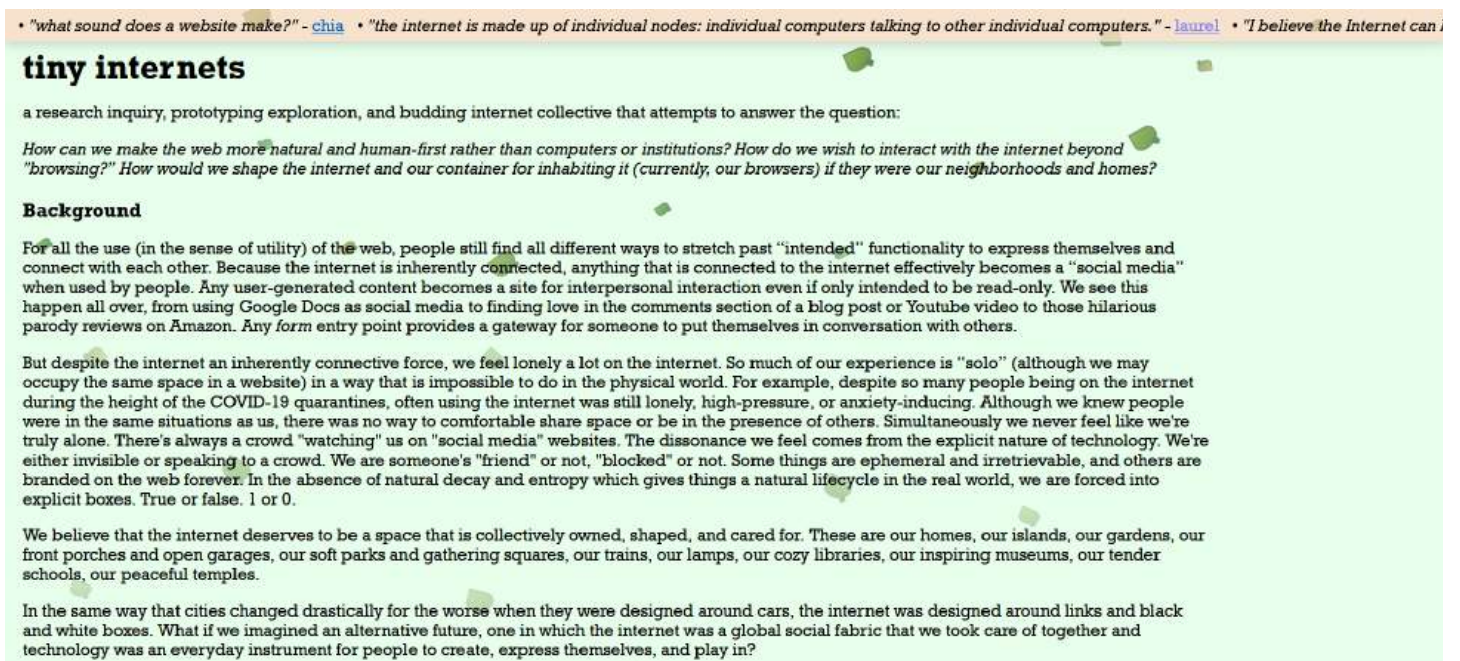 • "what sound does a website make?" - chia • "the internet is made up of individual nodes: individual computers talking to other individual computers." - laurel • "I believe the Internet can
tiny internets
a research inquiry, prototyping exploration, and budding internet collective that attempts to answer the question:
How can we make the web more natural and human-first rather than computers or institutions? How do we wish to interact with the internet beyond
"browsing?" How would we shape the internet and our container for inhabiting it (currently, our browsers) if they were our neighborhoods and homes?
Background
For all the use (in the sense of utility) of the web, people still find all different ways to stretch past “intended” functionality to express themselves and
connect with each other. Because the internet is inherently connected, anything that is connected to the internet effectively becomes a “social media”
when used by people. Any user-generated content becomes a site for interpersonal interaction even if only intended to be read-only. We see this
happen all over, from using Google Docs as social media to finding love in the comments section of a blog post or Youtube video to those hilarious
parody reviews on Amazon. Any form entry point provides a gateway for someone to put themselves in conversation with others.
But despite the internet an inherently connective force, we feel lonely a lot on the internet. So much of our experience is “solo” (although we may
occupy the same space in a website) in a way that is impossible to do in the physical world. For example, despite so many people being on the internet
during the height of the COVID-19 quarantines, often using the internet was still lonely, high-pressure, or anxiety-inducing. Although we knew people
were in the same situations as us, there was no way to comfortable share space or be in the presence of others. Simultaneously we never feel like we're
truly alone. There's always a crowd "watching" us on "social media" websites. The dissonance we feel comes from the explicit nature of technology. We're
either invisible or speaking to a crowd. We are someone's "friend" or not, "blocked" or not. Some things are ephemeral and irretrievable, and others are
branded on the web forever. In the absence of natural decay and entropy which gives things a natural lifecycle in the real world, we are forced into
explicit boxes. True or false. 1 or 0.
We believe that the internet deserves to be a space that is collectively owned, shaped, and cared for. These are our homes, our islands, our gardens, our
front porches and open garages, our soft parks and gathering squares, our trains, our lamps, our cozy libraries, our inspiring museums, our tender
schools, our peaceful temples.
In the same way that cities changed drastically for the worse when they were designed around cars, the internet was designed around links and black
and white boxes. What if we imagined an alternative future, one in which the internet was a global social fabric that we took care of together and
technology was an everyday instrument for people to create, express themselves, and play in?